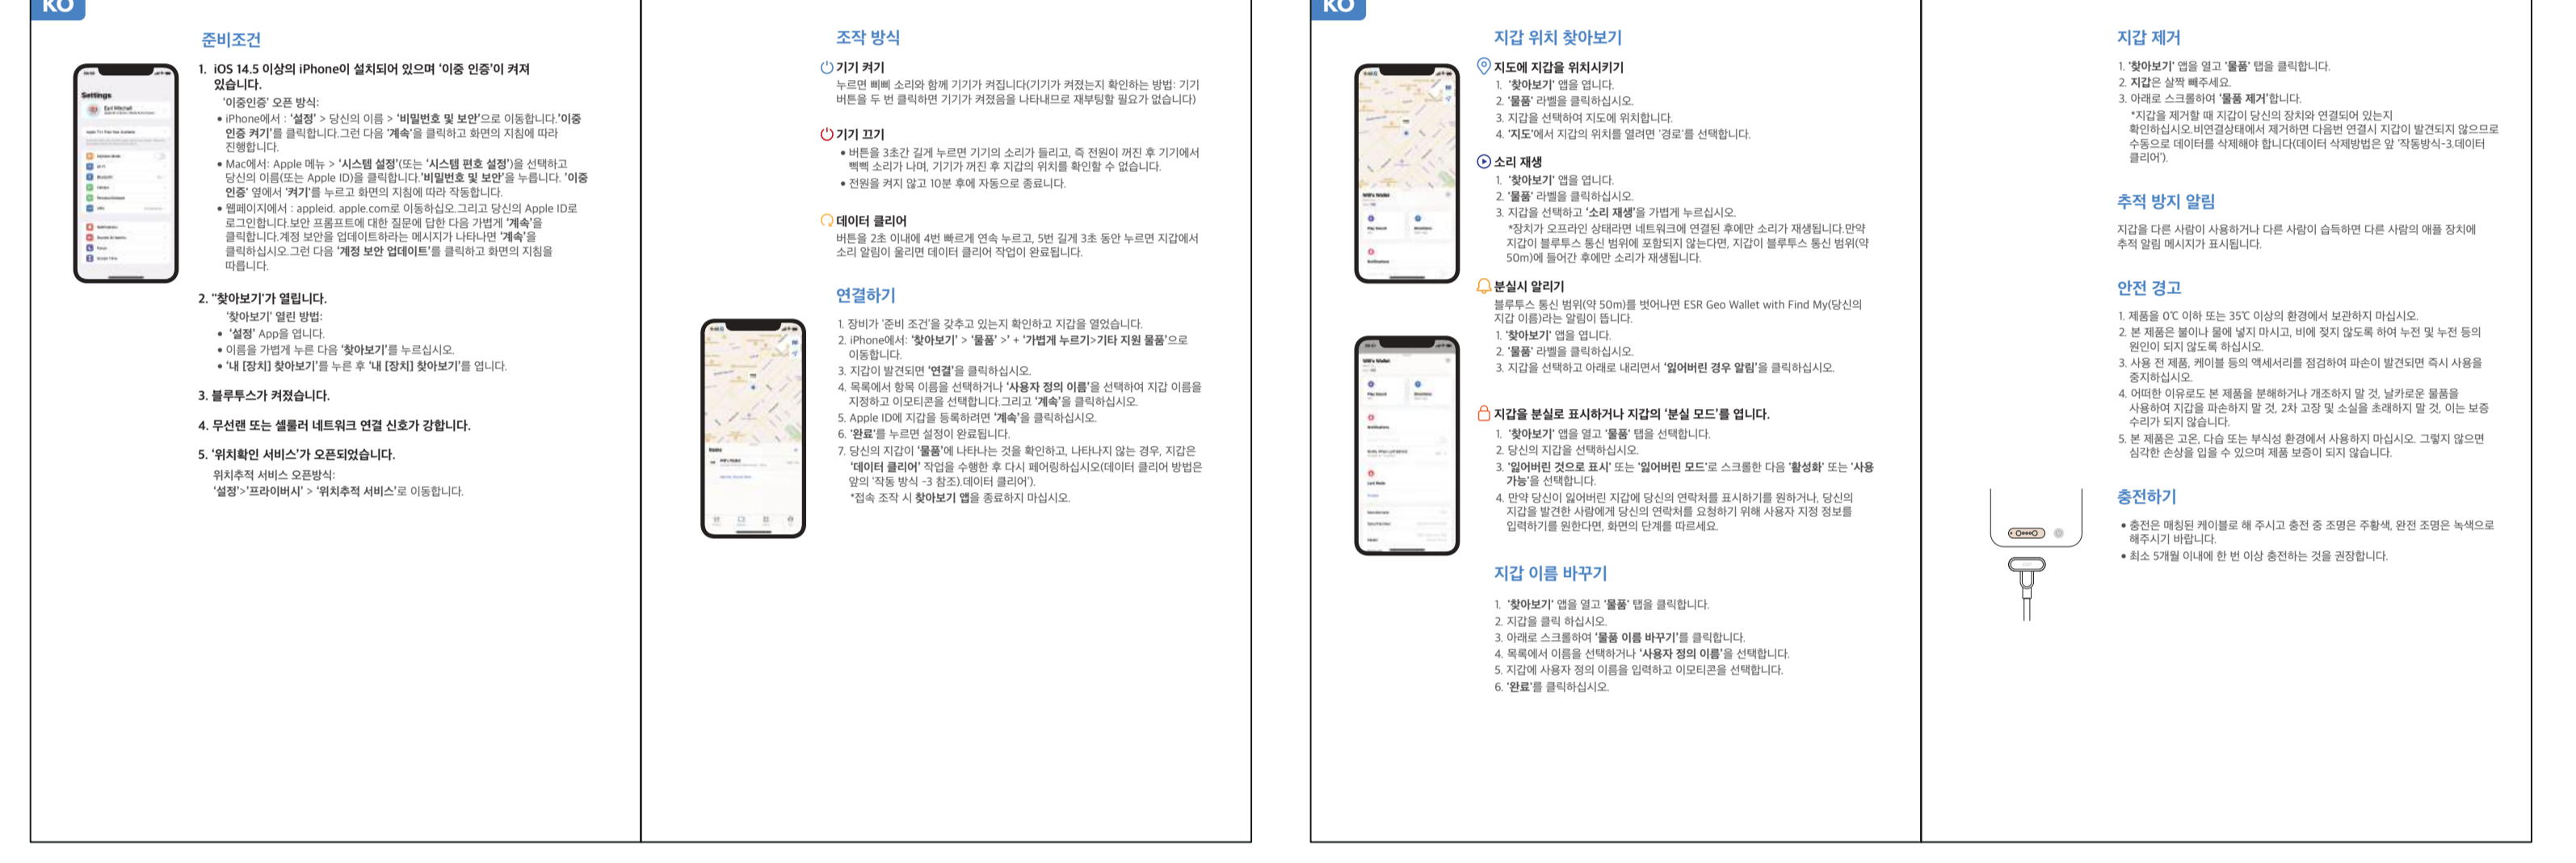 KO
준비조건
1. iOS 14.5 이상의 iPhone이 설치되어 있으며 '이중 인증'이 켜져
있습니다.
'이중인증' 오픈 방식:
• iPhone에서 : '설정' > 당신의 이름 > '비밀번호 및 보안'으로 이동합니다.'이중
인증 켜기'를 클릭합니다.그런 다음 '계속'을 클릭하고 화면의 지침에 따라
진행합니다.
• Mac에서: Apple 메뉴 > '시스템 설정'(또는 '시스템 편호 설정')을 선택하고
당신의 이름(또는 Apple ID)을 클릭합니다.'비밀번호 및 보안'을 누릅니다. '이중
인증' 옆에서 '켜기'를 누르고 화면의 지침에 따라 작동합니다.
• 웹페이지에서 : appleid. apple.com로 이동하십오.그리고 당신의 Apple ID로
로그인합니다.보안 프롬프트에 대한 질문에 답한 다음 가볍게 '계속'을
클릭합니다.계정 보안을 업데이트하라는 메시지가 나타나면 '계속'을
클릭하십시오.그런 다음 '계정 보안 업데이트'를 클릭하고 화면의 지침을
따릅니다.
2. "찾아보기'가 열립니다.
'찾아보기' 열린 방법:
• '설정' App을 엽니다.
• 이름을 가볍게 누른 다음 '찾아보기'를 누르십시오.
• '내 [장치] 찾아보기'를 누른 후 '내 [장치] 찾아보기'를 엽니다.
3. 블루투스가 켜졌습니다.
4. 무선랜 또는 셀룰러 네트워크 연결 신호가 강합니다.
5. '위치확인 서비스'가 오픈되었습니다.
위치추적 서비스 오픈방식:
'설정'>'프라이버시' > '위치추적 서비스'로 이동합니다.
Settings
조작 방식
기기 켜기
누르면 삐삐 소리와 함께 기기가 켜집니다(기기가 켜졌는지 확인하는 방법: 기기
버튼을 두 번 클릭하면 기기가 켜졌음을 나타내므로 재부팅할 필요가 없습니다)
기기 끄기
• 버튼을 3초간 길게 누르면 기기의 소리가 들리고, 즉 전원이 꺼진 후 기기에서
삑삑 소리가 나며, 기기가 꺼진 후 지갑의 위치를 확인할 수 없습니다.
• 전원을 켜지 않고 10분 후에 자동으로 종료니다.
데이터 클리어
버튼을 2초 이내에 4번 빠르게 연속 누르고, 5번 길게 3초 동안 누르면 지갑에서
소리 알림이 울리면 데이터 클리어 작업이 완료됩니다.
연결하기
1. 장비가 '준비 조건'을 갖추고 있는지 확인하고 지갑을 열었습니다.
2. iPhone에서: '찾아보기' > '물품' >' + '가볍게 누르기>기타 지원 물품'으로
이동합니다.
3. 지갑이 발견되면 '연결'을 클릭하십시오.
4. 목록에서 항목 이름을 선택하거나 '사용자 정의 이름'을 선택하여 지갑 이름을
지정하고 이모티콘을 선택합니다.그리고 '계속'을 클릭하십시오.
5. Apple ID에 지갑을 등록하려면 '계속'을 클릭하십시오.
6. '완료'를 누르면 설정이 완료됩니다.
7. 당신의 지갑이 '물품'에 나타나는 것을 확인하고, 나타나지 않는 경우, 지갑은
'데이터 클리어' 작업을 수행한 후 다시 페어링하십시오(데이터 클리어 방법은
앞의 '작동 방식 -3 참조).데이터 클리어').
*접속 조작 시 찾아보기 앱을 종료하지 마십시오.
KO
지갑 위치 찾아보기
지도에 지갑을 위치시키기
1. '찾아보기' 앱을 엽니다.
2. '물품' 라벨을 클릭하십시오.
3. 지갑을 선택하여 지도에 위치합니다.
4. '지도'에서 지갑의 위치를 열려면 '경로'를 선택합니다.
소리 재생
1. '찾아보기' 앱을 엽니다.
2. '물품' 라벨을 클릭하십시오.
3. 지갑을 선택하고 '소리 재생'을 가볍게 누르십시오.
*장치가 오프라인 상태라면 네트워크에 연결된 후에만 소리가 재생됩니다.만약
지갑이 블루투스 통신 범위에 포함되지 않는다면, 지갑이 블루투스 통신 범위(약
50m)에 들어간 후에만 소리가 재생됩니다.
분실시 알리기
블루투스 통신 범위(약 50m)를 벗어나면 ESR Geo Wallet with Find My(당신의
지갑 이름)라는 알림이 뜹니다.
1. '찾아보기' 앱을 엽니다.
2. '물품' 라벨을 클릭하십시오.
3. 지갑을 선택하고 아래로 내리면서 '잃어버린 경우 알림'을 클릭하십시오.
지갑을 분실로 표시하거나 지갑의 '분실 모드'를 엽니다.
1. '찾아보기' 앱을 열고 '물품' 탭을 선택합니다.
2. 당신의 지갑을 선택하십시오.
3. '잃어버린 것으로 표시' 또는 '잃어버린 모드'로 스크롤한 다음 '활성화' 또는 '사용
가능'을 선택합니다.
4. 만약 당신이 잃어버린 지갑에 당신의 연락처를 표시하기를 원하거나, 당신의
지갑을 발견한 사람에게 당신의 연락처를 요청하기 위해 사용자 지정 정보를
입력하기를 원한다면, 화면의 단계를 따르세요.
지갑 이름 바꾸기
1. '찾아보기' 앱을 열고 '물품' 탭을 클릭합니다.
2. 지갑을 클릭 하십시오.
3. 아래로 스크롤하여 '물품 이름 바꾸기'를 클릭합니다.
4. 목록에서 이름을 선택하거나 '사용자 정의 이름'을 선택합니다.
5. 지갑에 사용자 정의 이름을 입력하고 이모티콘을 선택합니다.
6. '완료'를 클릭하십시오.
지갑 제거
1. '찾아보기' 앱을 열고 '물품' 탭을 클릭합니다.
2. 지갑은 살짝 빼주세요.
3. 아래로 스크롤하여 '물품 제거'합니다.
*지갑을 제거할 때 지갑이 당신의 장치와 연결되어 있는지
확인하십시오.비연결상태에서 제거하면 다음번 연결시 지갑이 발견되지 않으므로
수동으로 데이터를 삭제해야 합니다(데이터 삭제방법은 앞 '작동방식-3.데이터
클리어').
추적 방지 알림
지갑을 다른 사람이 사용하거나 다른 사람이 습득하면 다른 사람의 애플 장치에
추적 알림 메시지가 표시됩니다.
안전 경고
1. 제품을 0℃ 이하 또는 35℃ 이상의 환경에서 보관하지 마십시오.
2. 본 제품은 불이나 물에 넣지 마시고, 비에 젖지 않도록 하여 누전 및 누전 등의
원인이 되지 않도록 하십시오.
3. 사용 전 제품, 케이블 등의 액세서리를 점검하여 파손이 발견되면 즉시 사용을
중지하십시오.
4. 어떠한 이유로도 본 제품을 분해하거나 개조하지 말 것, 날카로운 물품을
사용하여 지갑을 파손하지 말 것, 2차 고장 및 소실을 초래하지 말 것, 이는 보증
수리가 되지 않습니다.
5. 본 제품은 고온, 다습 또는 부식성 환경에서 사용하지 마십시오. 그렇지 않으면
심각한 손상을 입을 수 있으며 제품 보증이 되지 않습니다.
충전하기
• 충전은 매칭된 케이블로 해 주시고 충전 중 조명은 주황색, 완전 조명은 녹색으로
해주시기 바랍니다.
• 최소 5개월 이내에 한 번 이상 충전하는 것을 권장합니다.